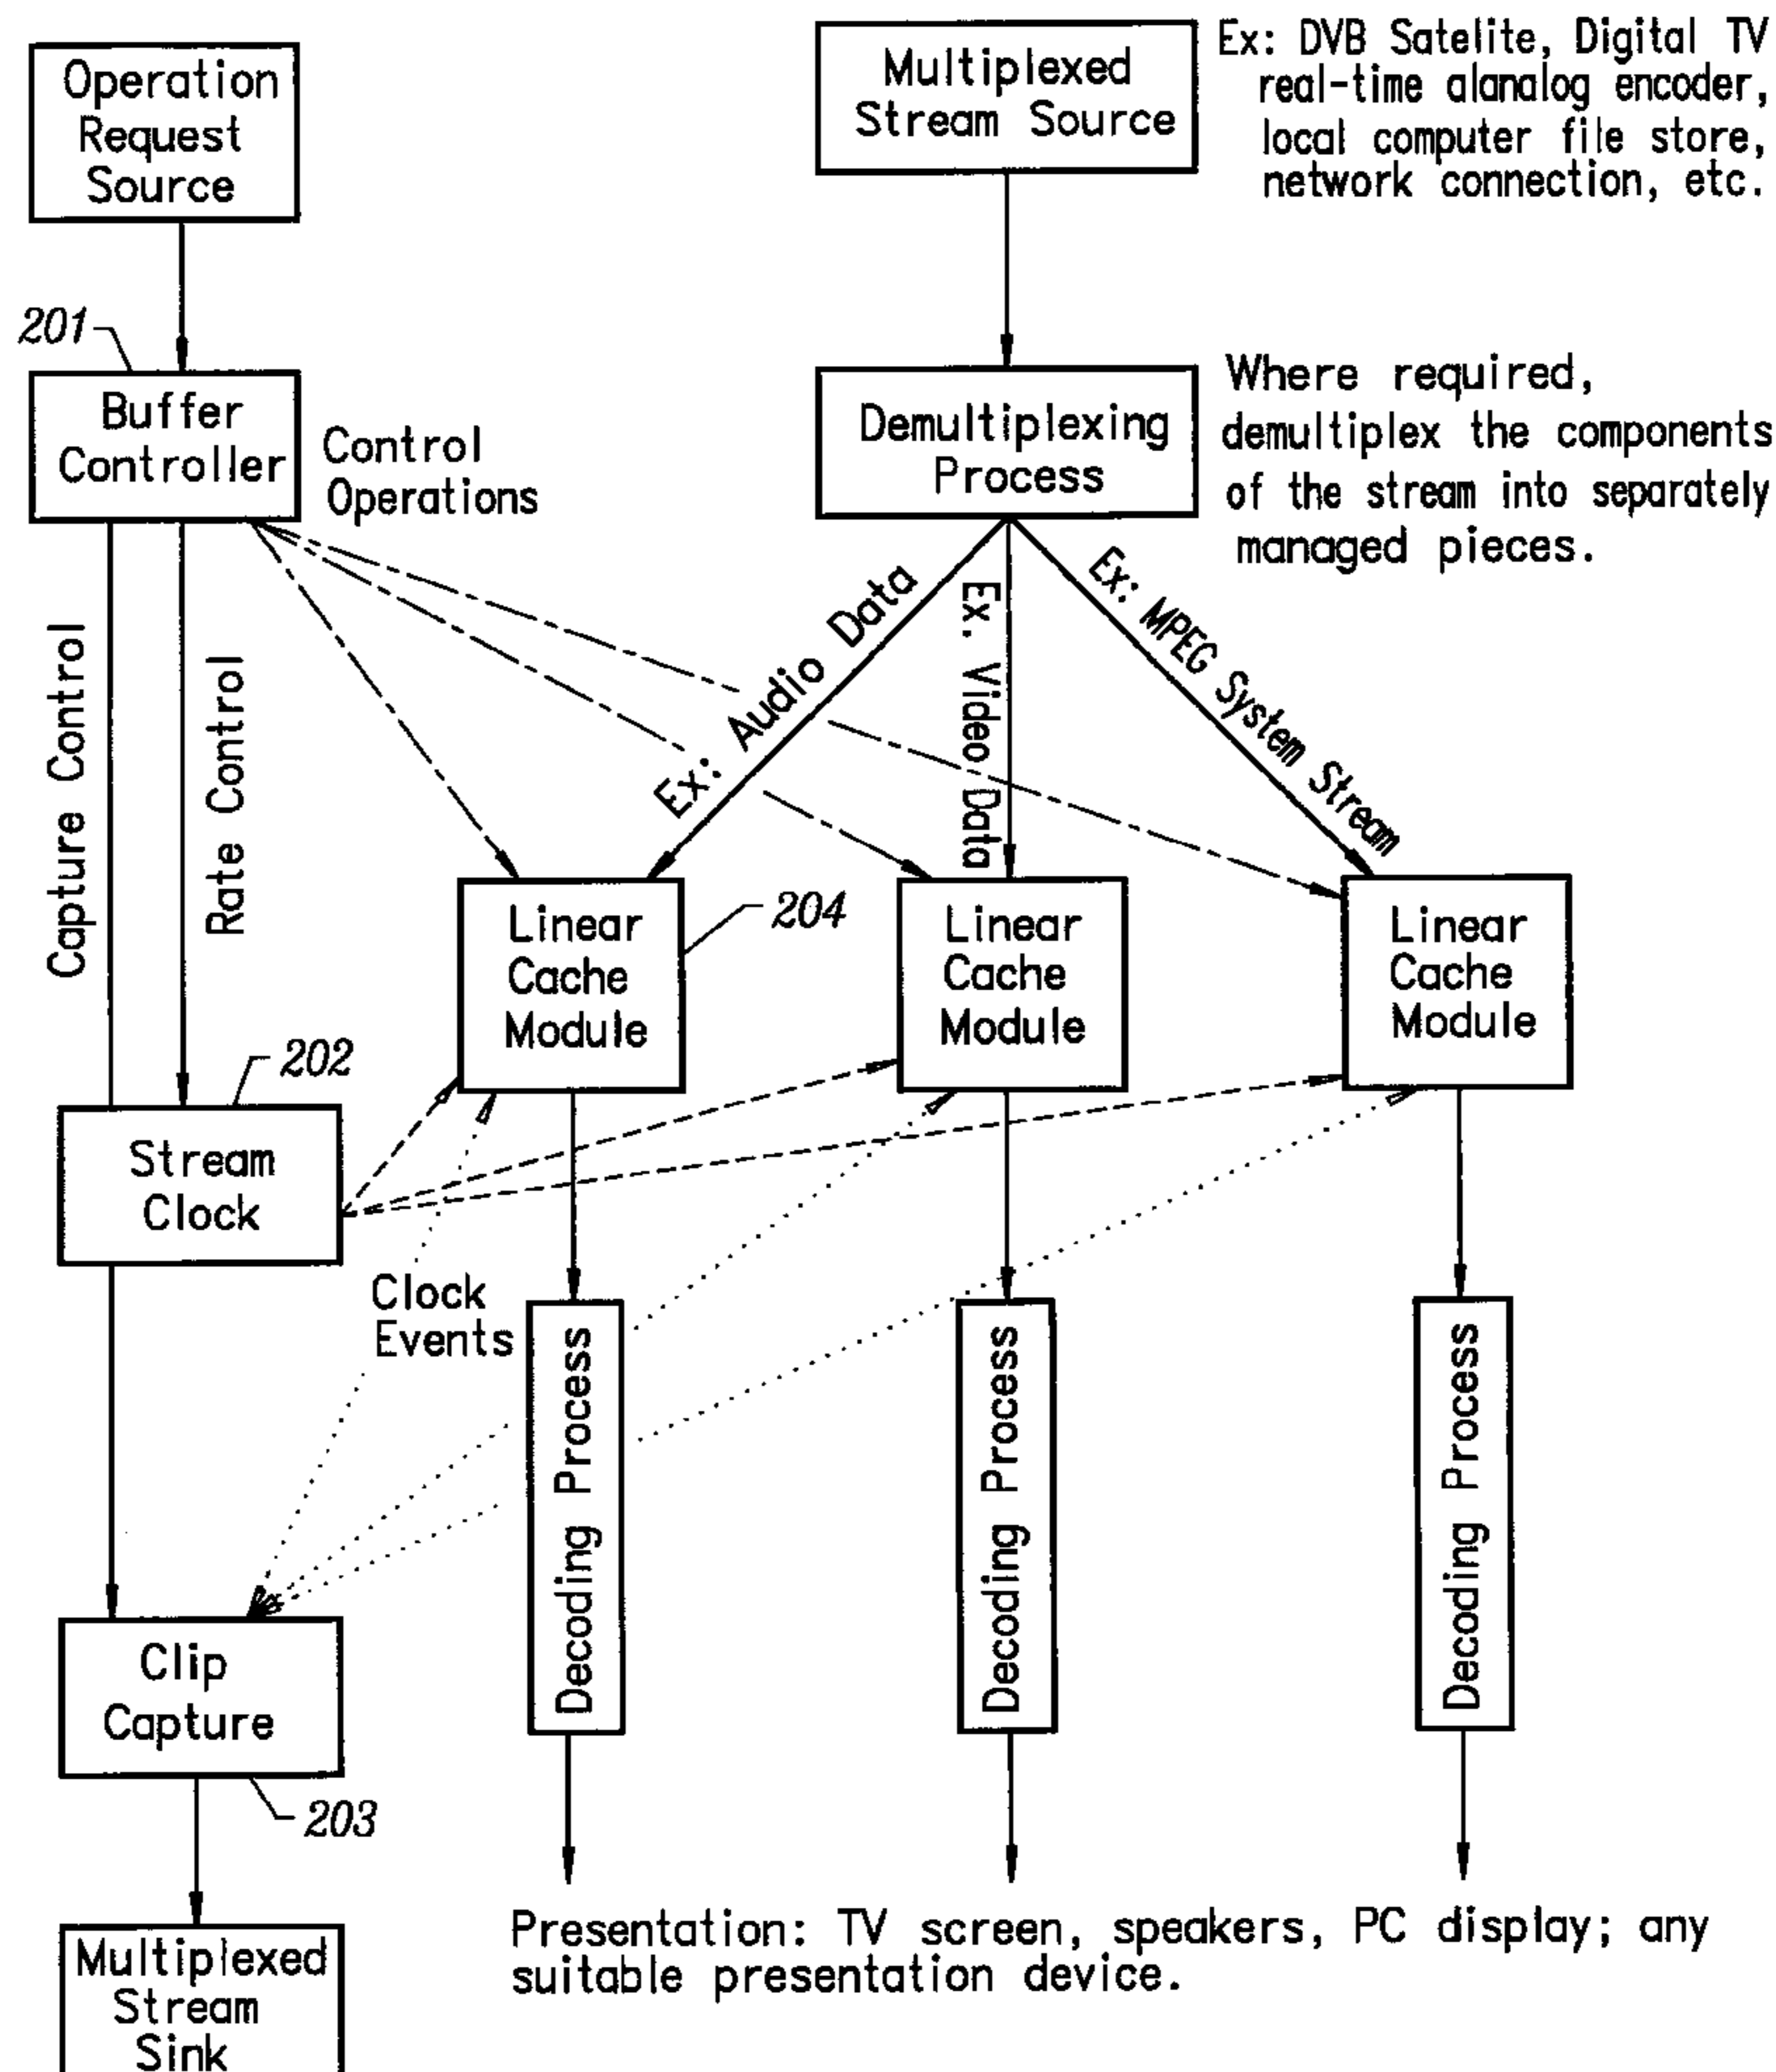 Operation
Request
Source
Multiplexed
Stream Source
Ex: DVB Satelite, Digital TV
real-time alanalog encoder,
local computer file store,
network connection, etc.
201
Buffer
Controller
Control
Operations
Demultiplexing
Process
Where required,
demultiplex the components
of the stream into separately
managed pieces.
Capture Control
Rate Control
Ex: Audio Data
Ex. Video Data
Ex: MPEG System Stream
Linear
Cache
Module
204
Linear
Cache
Module
Linear
Cache
Module
202
Stream
Clock
Clock
Events
Decoding Process
Decoding Process
Decoding Process
Clip
Capture
203
Multiplexed
Stream
Sink
Presentation: TV screen, speakers, PC display; any
suitable presentation device.